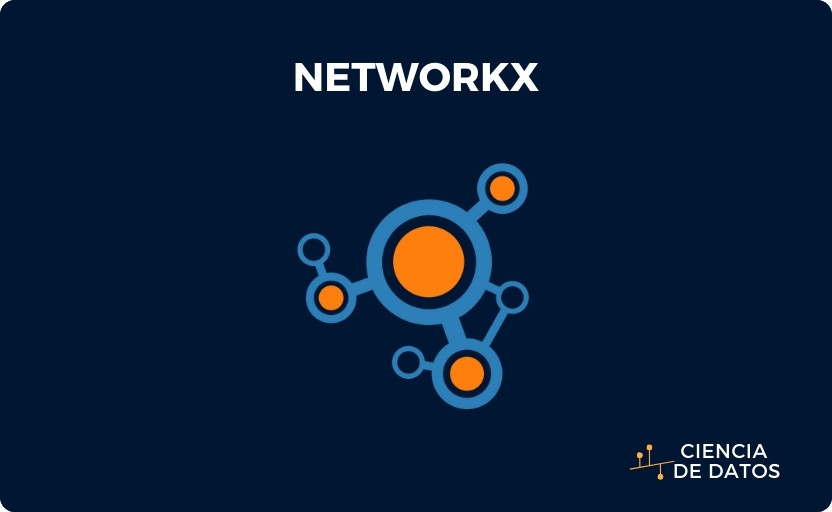 NETWORKX
CIENCIA
DE DATOS